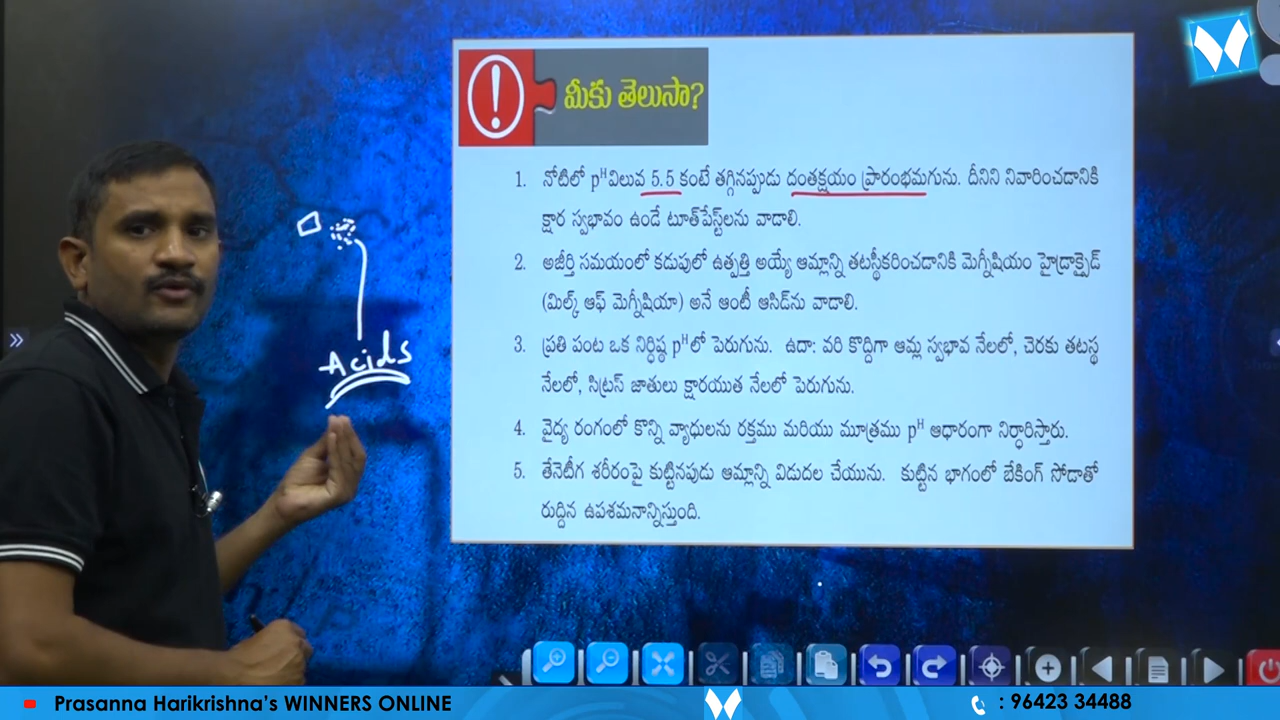 మీకు తెలుసా?
1. నోటిలో pH విలువ 5.5 కంటే తగ్గినప్పుడు దంతక్షయం ప్రారంభమగును. దీనిని నివారించడానికి
క్షార స్వభావం ఉండే టూత్‌పేస్ట్‌లను వాడాలి.
2. అజీర్తి సమయంలో కడుపులో ఉత్పత్తి అయ్యే ఆమ్లాన్ని తటస్థీకరించడానికి మెగ్నీషియం హైడ్రాక్సైడ్
(మిల్క్ ఆఫ్ మెగ్నీషియా) అనే ఆంటీ ఆసిడ్‌ను వాడాలి.
3. ప్రతి పంట ఒక నిర్ధిష్ఠ pH లో పెరుగును. ఉదా: వరి కొద్దిగా ఆమ్ల స్వభావ నేలలో, చెరకు తటస్థ
నేలలో, సిట్రస్ జాతులు క్షారయుత నేలలో పెరుగును.
4. వైద్య రంగంలో కొన్ని వ్యాధులను రక్తము మరియు మూత్రము pH ఆధారంగా నిర్ధారిస్తారు.
5. తేనెటీగ శరీరంపై కుట్టినపుడు ఆమ్లాన్ని విడుదల చేయును. కుట్టిన భాగంలో బేకింగ్ సోడాతో
రుద్దిన ఉపశమనాన్నిస్తుంది.
Acids
Prasanna Harikrishna's WINNERS ONLINE
: 96423 34488